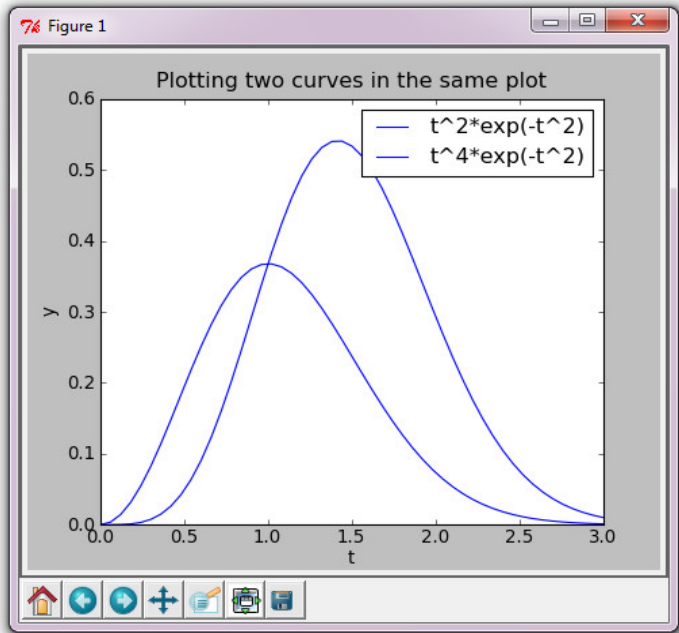 Figure 1
Plotting two curves in the same plot
t^2*exp(-t^2)
t^4*exp(-t^2)
0.6
0.5
0.4
0.3
0.2
0.1
0.0
y
0.0 0.5 1.0 1.5 2.0 2.5 3.0
t